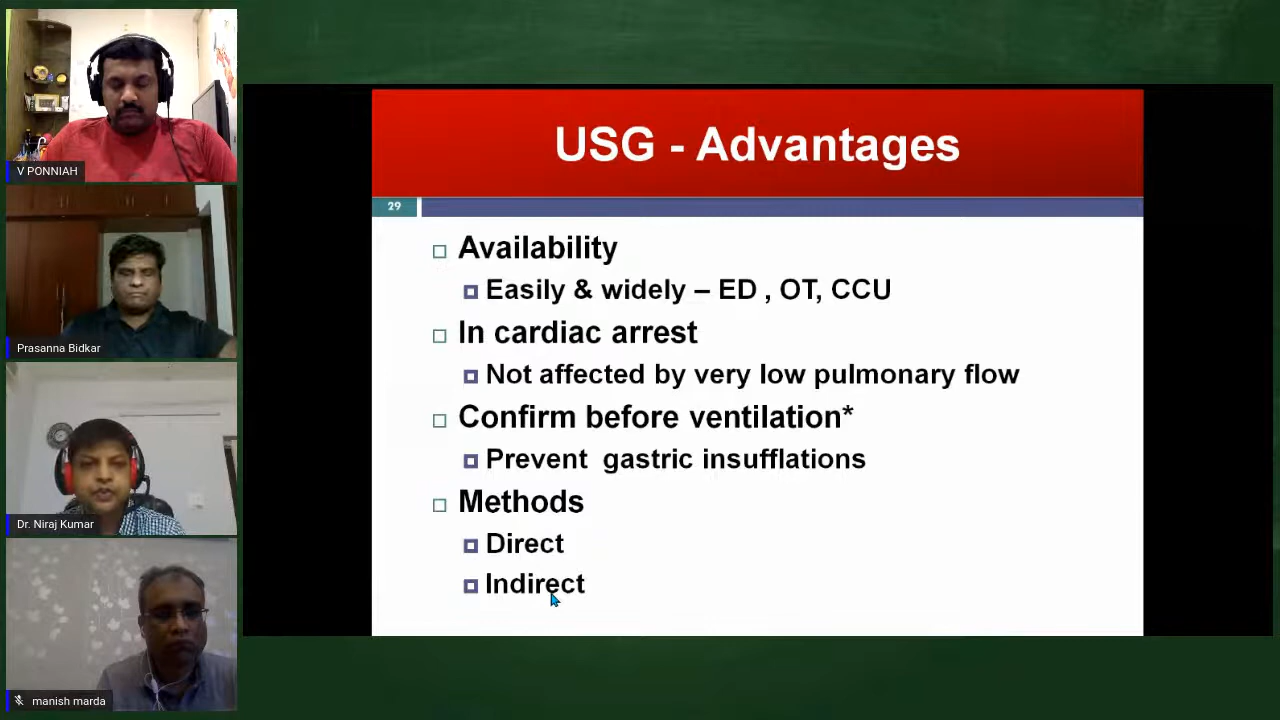 V PONNIAH
Prasanna Bidkar
Dr. Niraj Kumar
manish marda
USG - Advantages
29
Availability
Easily & widely – ED , OT, CCU
In cardiac arrest
Not affected by very low pulmonary flow
Confirm before ventilation*
Prevent gastric insufflations
Methods
Direct
Indirect